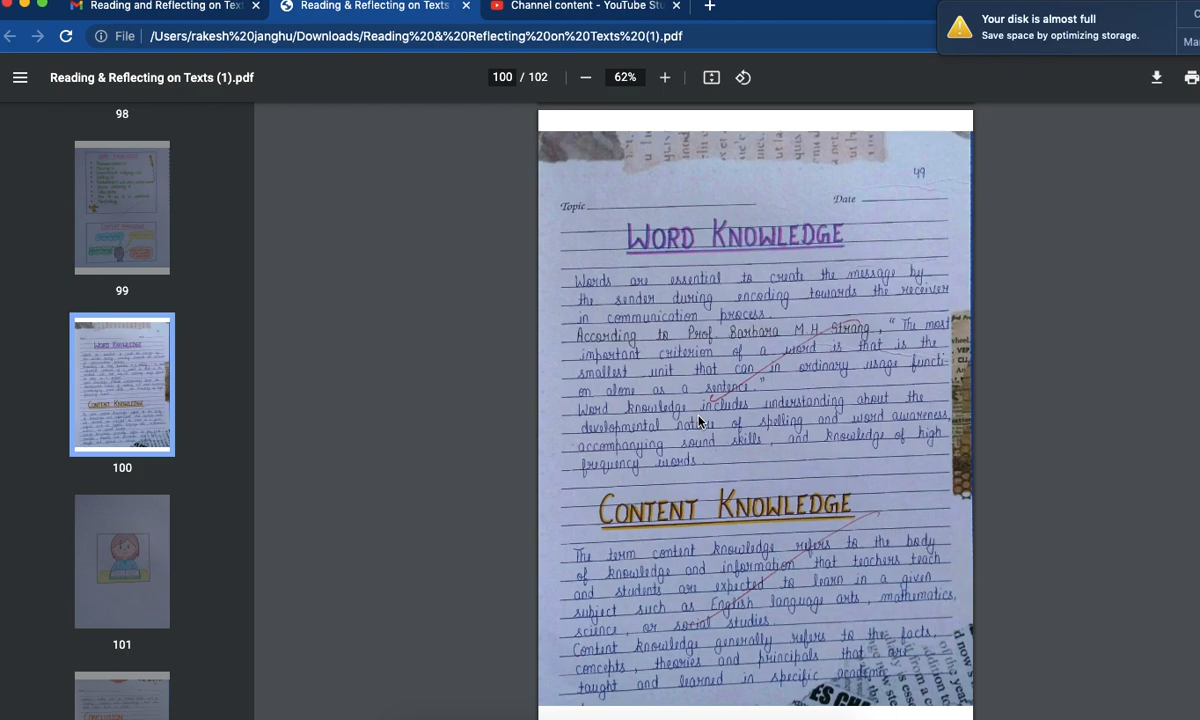 Reading and Reflecting on Tex
Reading & Reflecting on Texts
Channel content - YouTube Stu
Your disk is almost full
Save space by optimizing storage.
File
/Users/rakesh%20janghu/Downloads/Reading%20&%20Reflecting%20on%20Texts%20(1).pdf
Reading & Reflecting on Texts (1).pdf
100 / 102
62%
98
99
100
101
49
Topic
Date
WORD KNOWLEDGE
Words are essential to create the message by
the sender during encoding towards the receiver
in communication process.
According to Prof. Barbara M.H. Strang, "The most
important criterion of a word is that is the
smallest unit that can in ordinary usage functi-
on alone as a sentence."
Word knowledge includes understanding about the
developmental nature of spelling and word awareness,
accompanying sound skills, and knowledge of high
frequency words.
CONTENT KNOWLEDGE
The term content knowledge refers to the body
of knowledge and information that teachers teach
and students are expected to learn in a given
subject such as English language arts, mathematics,
science, or social studies.
Content knowledge generally refers to the facts,
concepts, theories and principals that are
taught and learned in specific academic